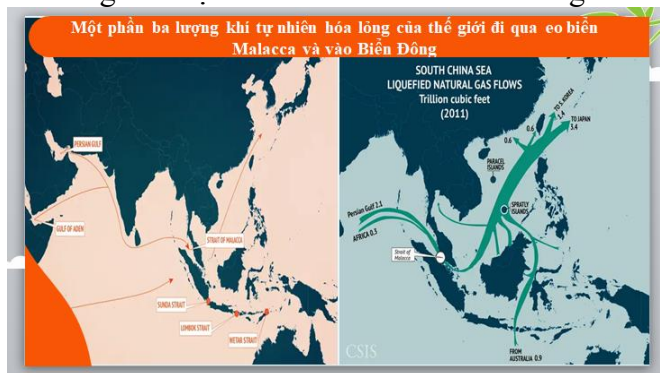 Một phần ba lượng khí tự nhiên hóa lỏng của thế giới đi qua eo biển
Malacca và vào Biển Đông
PERSIAN GULF
GULF OF ADEN
STRAIT OF MALACCA
SUNDA STRAIT
LOMBOK STRAIT
WETAR STRAIT
SOUTH CHINA SEA
LIQUEFIED NATURAL GAS FLOWS
Trillion cubic feet
(2011)
TO S. KOREA
1.4
TO JAPAN
3.4
0.6
0.6
PARACEL
ISLANDS
SPRATLY
ISLANDS
Persian Gulf 2.1
AFRICA 0.5
Strait of
Malacca
FROM
AUSTRALIA 0.9
CSIS